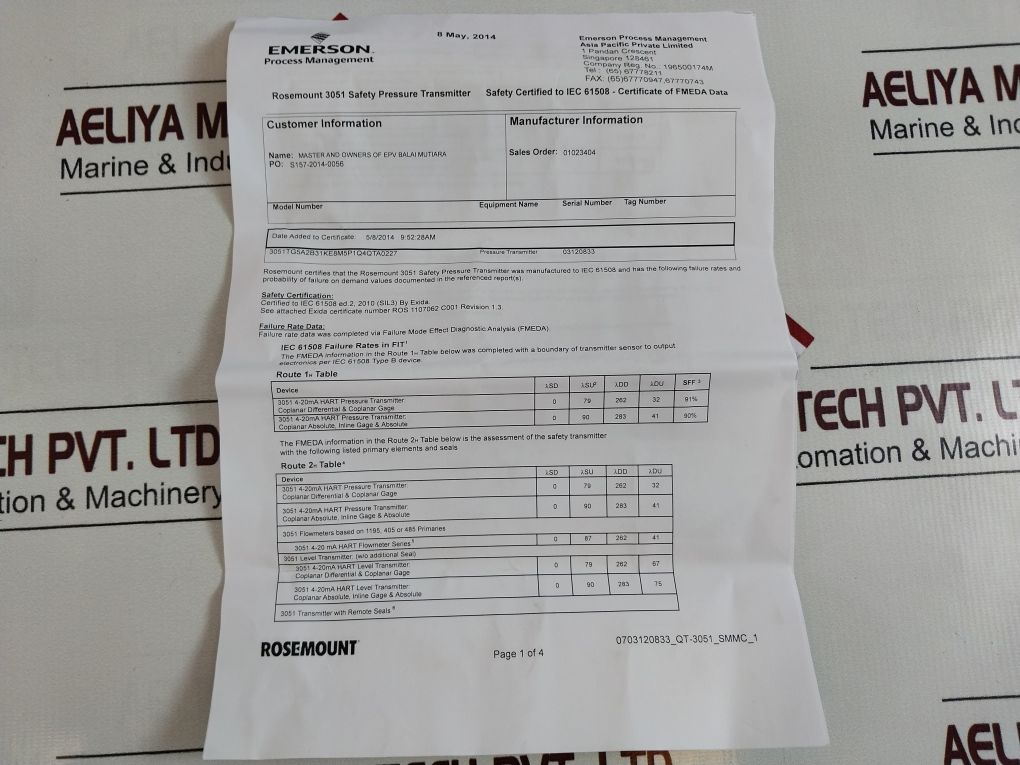 AELIYA M
Marine & Indu
AELIYA M
Marine & Ind
CH PVT. LTD
tion & Machinery
TECH PVT. L
omation & Machi
AELIYA
AEL
TECH PVT. LTD
EMERSON
Process Management
8 May, 2014
Emerson Process Management
Asia Pacific Private Limited
1 Pandan Crescent
Singapore 128461
Company Reg. No.: 196500174M
Tel : (65) 67778211
FAX: (65)67770947,67770743
Rosemount 3051 Safety Pressure Transmitter Safety Certified to IEC 61508 - Certificate of FMEDA Data
Customer Information
Name: MASTER AND OWNERS OF EPV BALAI MUTIARA
PO: S157-2014-0056
Manufacturer Information
Sales Order: 01023404
Model Number Equipment Name Serial Number Tag Number
Date Added to Certificate: 5/8/2014 9:52:28AM
3051TG5A2B31KE8M5P1Q4QTA0227 Pressure Transmitter 03120833
Rosemount certifies that the Rosemount 3051 Safety Pressure Transmitter was manufactured to IEC 61508 and has the following failure rates and
probability of failure on demand values documented in the referenced report(s).
Safety Certification:
Certified to IEC 61508 ed.2, 2010 (SIL3) By Exida.
See attached Exida certificate number ROS 1107062 C001 Revision 1.3
Failure Rate Data:
Failure rate data was completed via Failure Mode Effect Diagnostic Analysis (FMEDA).
IEC 61508 Failure Rates in FIT¹
The FMEDA information in the Route 1H Table below was completed with a boundary of transmitter sensor to output
electronics per IEC 61508 Type B device.
Route 1H Table
Device λSD λSU² λDD λDU SFF ³
3051 4-20mA HART Pressure Transmitter:
Coplanar Differential & Coplanar Gage 0 79 262 32 91%
3051 4-20mA HART Pressure Transmitter:
Coplanar Absolute, Inline Gage & Absolute 0 90 283 41 90%
The FMEDA information in the Route 2H Table below is the assessment of the safety transmitter
with the following listed primary elements and seals
Route 2H Table⁴
Device λSD λSU λDD λDU
3051 4-20mA HART Pressure Transmitter:
Coplanar Differential & Coplanar Gage 0 79 262 32
3051 4-20mA HART Pressure Transmitter:
Coplanar Absolute, Inline Gage & Absolute 0 90 283 41
3051 Flowmeters based on 1195, 405 or 485 Primaries
3051 4-20 mA HART Flowmeter Series⁵ 0 87 262 41
3051 Level Transmitter: (w/o additional Seal)
3051 4-20mA HART Level Transmitter:
Coplanar Differential & Coplanar Gage 0 79 262 67
3051 4-20mA HART Level Transmitter:
Coplanar Absolute, Inline Gage & Absolute 0 90 283 75
3051 Transmitter with Remote Seals ⁶
ROSEMOUNT
Page 1 of 4
0703120833_QT-3051_SMMC_1